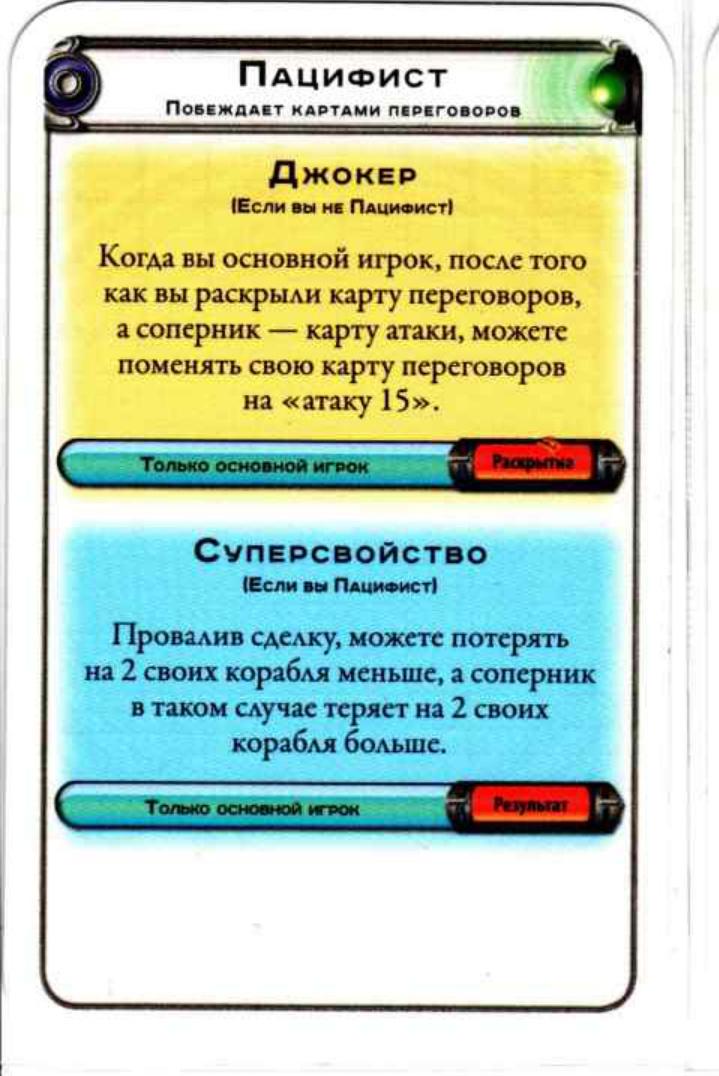 Пацифист
Побеждает картами переговоров
Джокер
(Если вы не Пацифист)
Когда вы основной игрок, после того
как вы раскрыли карту переговоров,
а соперник — карту атаки, можете
поменять свою карту переговоров
на «атаку 15».
Только основной игрок
Раскрытие
Суперсвойство
(Если вы Пацифист)
Провалив сделку, можете потерять
на 2 своих корабля меньше, а соперник
в таком случае теряет на 2 своих
корабля больше.
Только основной игрок
Результат